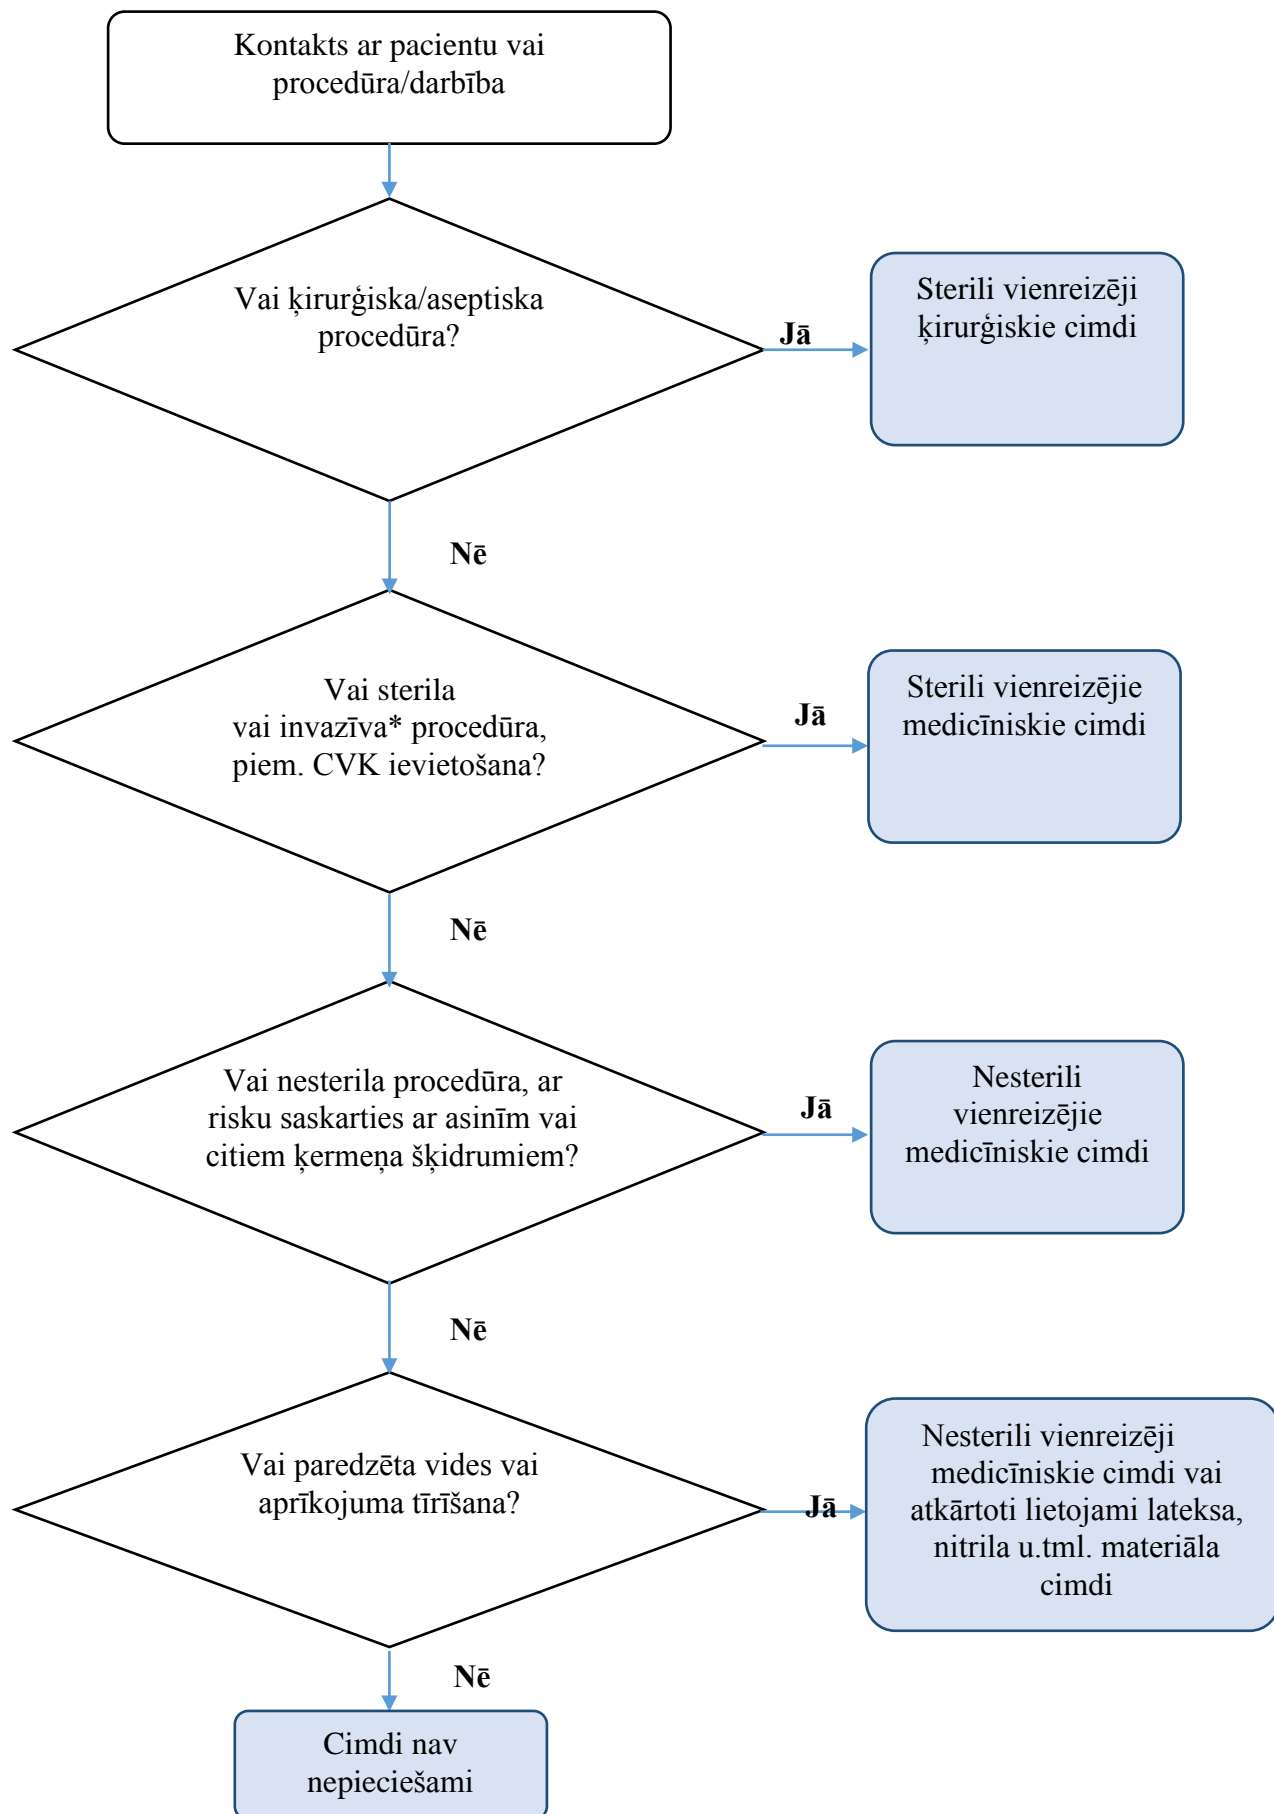 Kontakts ar pacientu vai
procedūra/darbība
Vai ķirurģiska/aseptiska
procedūra?
Jā
Sterili vienreizēji
ķirurģiskie cimdi
Nē
Vai sterila
vai invazīva* procedūra,
piem. CVK ievietošana?
Jā
Sterili vienreizējie
medicīniskie cimdi
Nē
Vai nesterila procedūra, ar
risku saskarties ar asinīm vai
citiem ķermeņa šķidrumiem?
Jā
Nesterili
vienreizējie
medicīniskie cimdi
Nē
Vai paredzēta vides vai
aprīkojuma tīrīšana?
Jā
Nesterili vienreizēji
medicīniskie cimdi vai
atkārtoti lietojami lateksa,
nitrila u.tml. materiāla
cimdi
Nē
Cimdi nav
nepieciešami